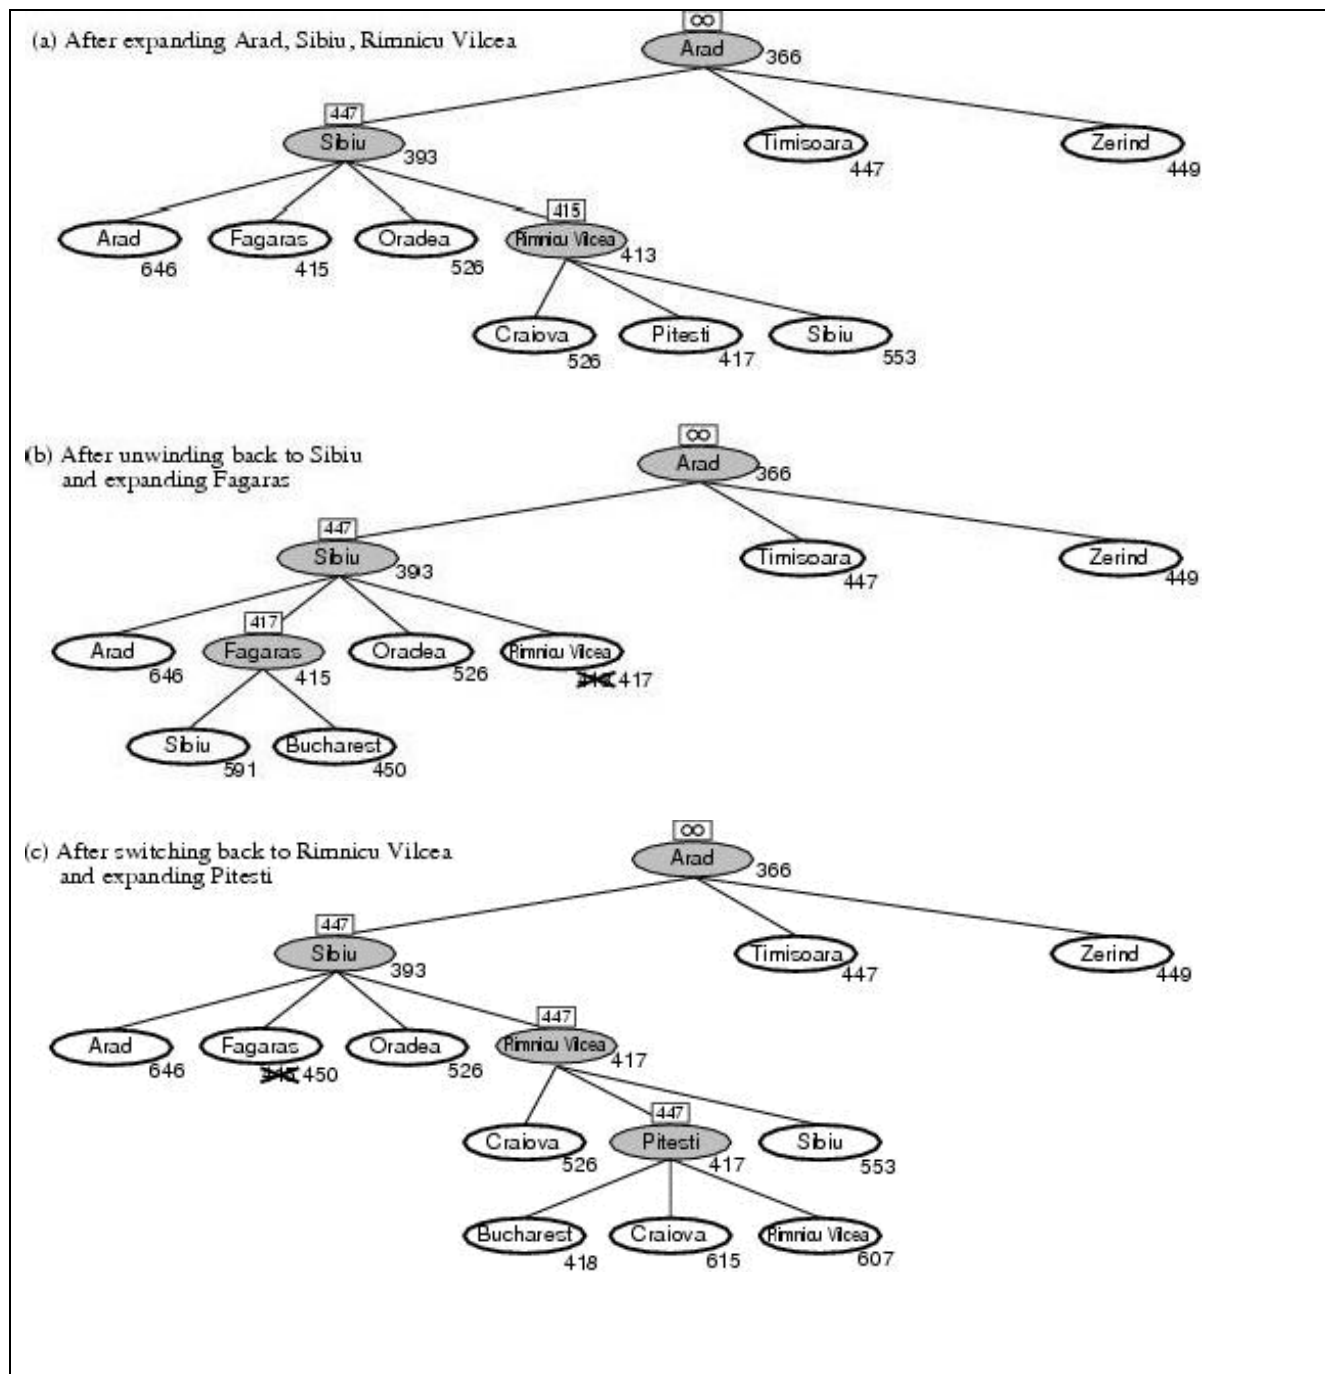 ∞
(a) After expanding Arad, Sibiu, Rimnicu Vilcea
Arad
366
447
Sibiu
393
Timisoara
447
Zerind
449
415
Arad
646
Fagaras
415
Oradea
526
Rimnicu Vilcea
413
Craiova
526
Pitesti
417
Sibiu
553
(b) After unwinding back to Sibiu
and expanding Fagaras
∞
Arad
366
447
Sibiu
393
Timisoara
447
Zerind
449
417
Arad
646
Fagaras
415
Oradea
526
Rimnicu Vilcea
417
Sibiu
591
Bucharest
450
(c) After switching back to Rimnicu Vilcea
and expanding Pitesti
∞
Arad
366
447
Sibiu
393
Timisoara
447
Zerind
449
447
Arad
646
Fagaras
450
Oradea
526
Rimnicu Vilcea
417
447
Craiova
526
Pitesti
417
Sibiu
553
Bucharest
418
Craiova
615
Rimnicu Vilcea
607